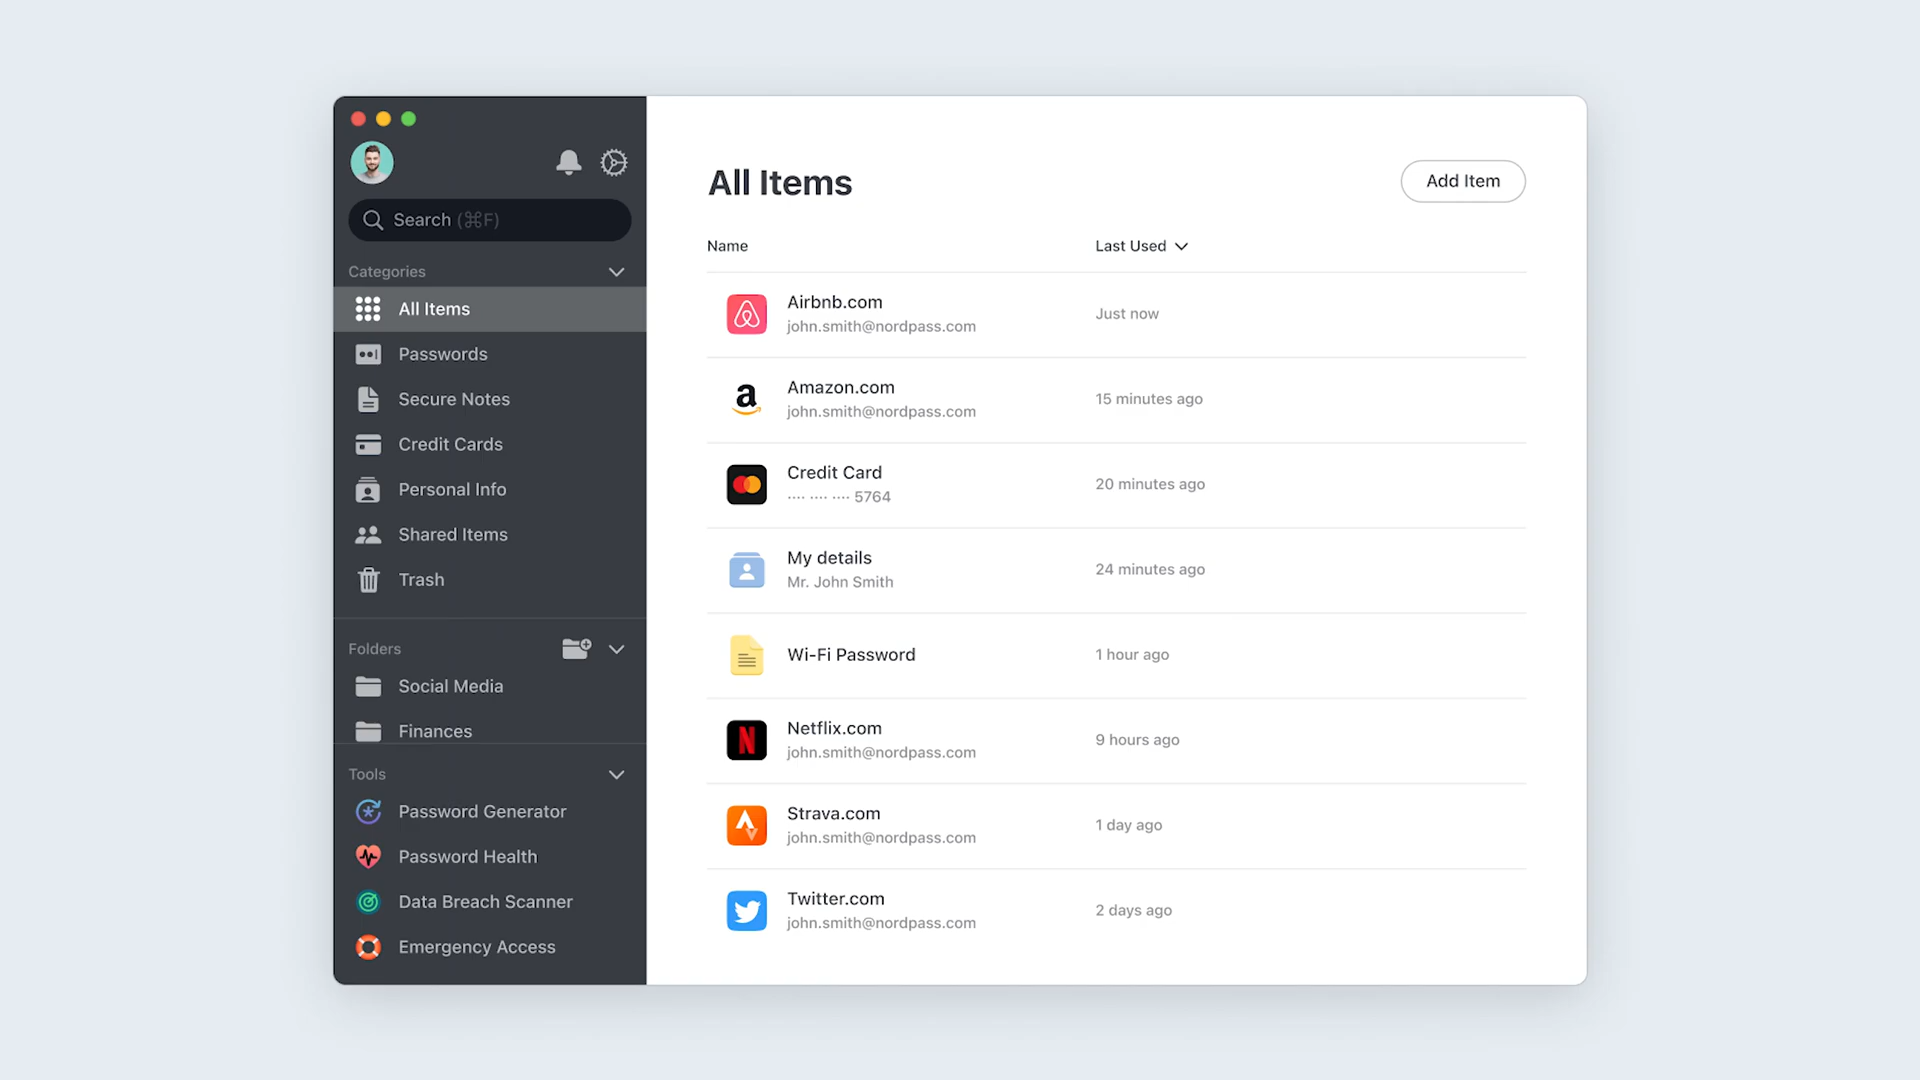 Search (⌘F)
Categories
All Items
Passwords
Secure Notes
Credit Cards
Personal Info
Shared Items
Trash
Folders
Social Media
Finances
Tools
Password Generator
Password Health
Data Breach Scanner
Emergency Access
All Items
Add Item
Name
Last Used
Airbnb.com
john.smith@nordpass.com
Just now
Amazon.com
john.smith@nordpass.com
15 minutes ago
Credit Card
···· ···· ···· 5764
20 minutes ago
My details
Mr. John Smith
24 minutes ago
Wi-Fi Password
1 hour ago
Netflix.com
john.smith@nordpass.com
9 hours ago
Strava.com
john.smith@nordpass.com
1 day ago
Twitter.com
john.smith@nordpass.com
2 days ago